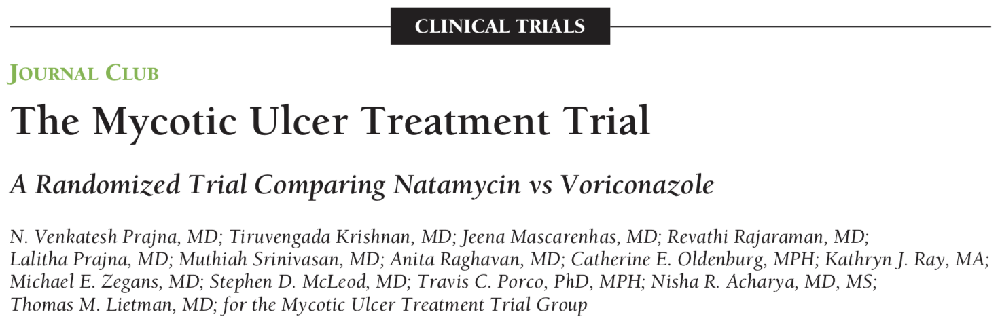 CLINICAL TRIALS
JOURNAL CLUB
The Mycotic Ulcer Treatment Trial
A Randomized Trial Comparing Natamycin vs Voriconazole
N. Venkatesh Prajna, MD; Tiruvengada Krishnan, MD; Jeena Mascarenhas, MD; Revathi Rajaraman, MD;
Lalitha Prajna, MD; Muthiah Srinivasan, MD; Anita Raghavan, MD; Catherine E. Oldenburg, MPH; Kathryn J. Ray, MA;
Michael E. Zegans, MD; Stephen D. McLeod, MD; Travis C. Porco, PhD, MPH; Nisha R. Acharya, MD, MS;
Thomas M. Lietman, MD; for the Mycotic Ulcer Treatment Trial Group